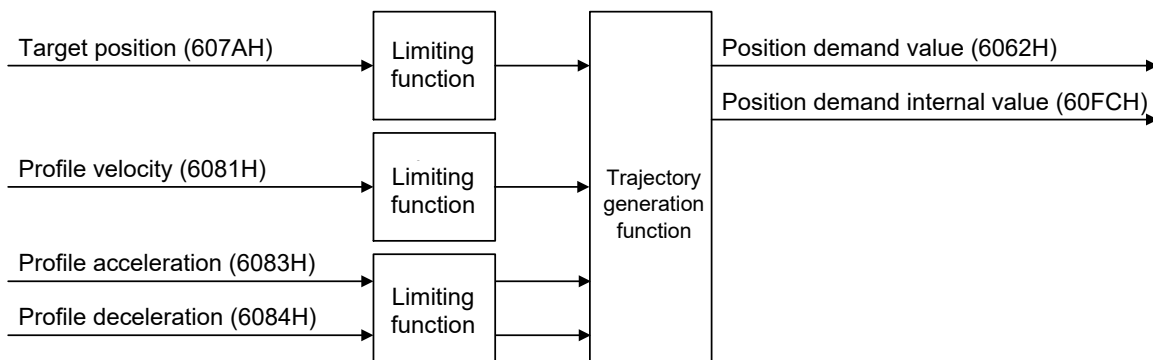 Target position (607AH)
Limiting
function
Position demand value (6062H)
Position demand internal value (60FCH)
Profile velocity (6081H)
Limiting
function
Trajectory
generation
function
Profile acceleration (6083H)
Profile deceleration (6084H)
Limiting
function